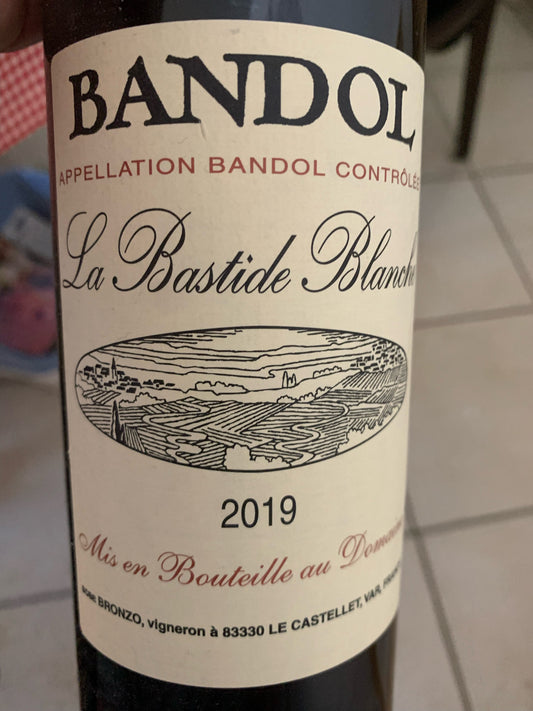 BANDOL
APPELLATION BANDOL CONTRÔLÉE
La Bastide Blanche
2019
Mis en Bouteille au Domaine
BRONZO, vigneron à 83330 LE CASTELLET, VAR,